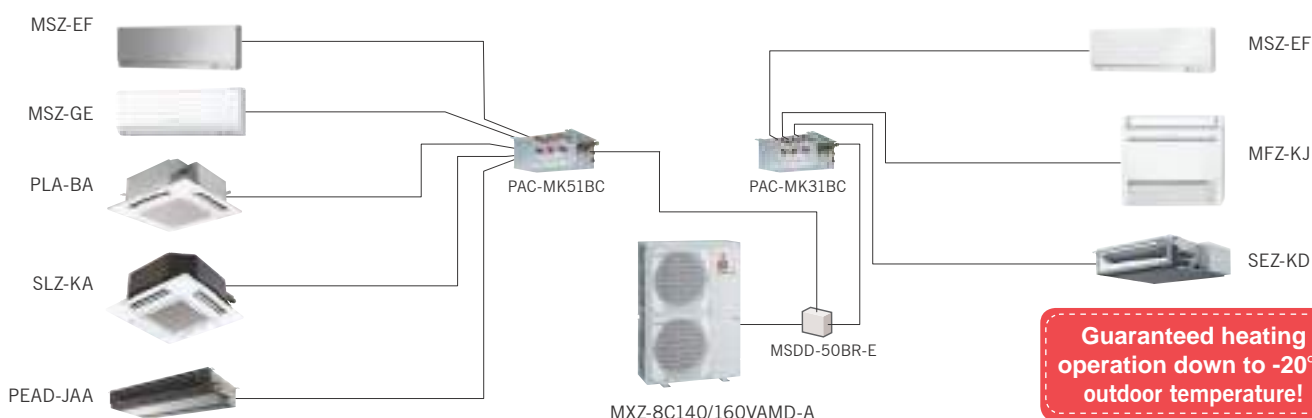 MSZ-EF
MSZ-GE
PLA-BA
SLZ-KA
PEAD-JAA
PAC-MK51BC
PAC-MK31BC
MSDD-50BR-E
MXZ-8C140/160VAMD-A
MSZ-EF
MFZ-KJ
SEZ-KD
Guaranteed heating
operation down to -20°
outdoor temperature!